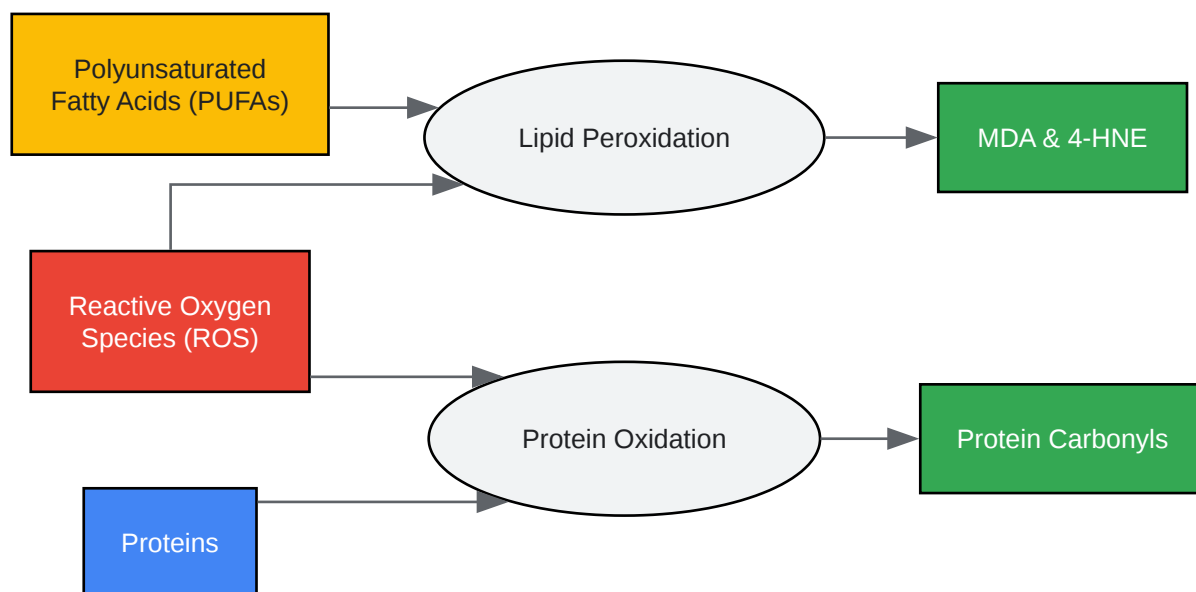 Polyunsaturated
Fatty Acids (PUFAs)
Lipid Peroxidation
MDA & 4-HNE
Reactive Oxygen
Species (ROS)
Protein Oxidation
Protein Carbonyls
Proteins